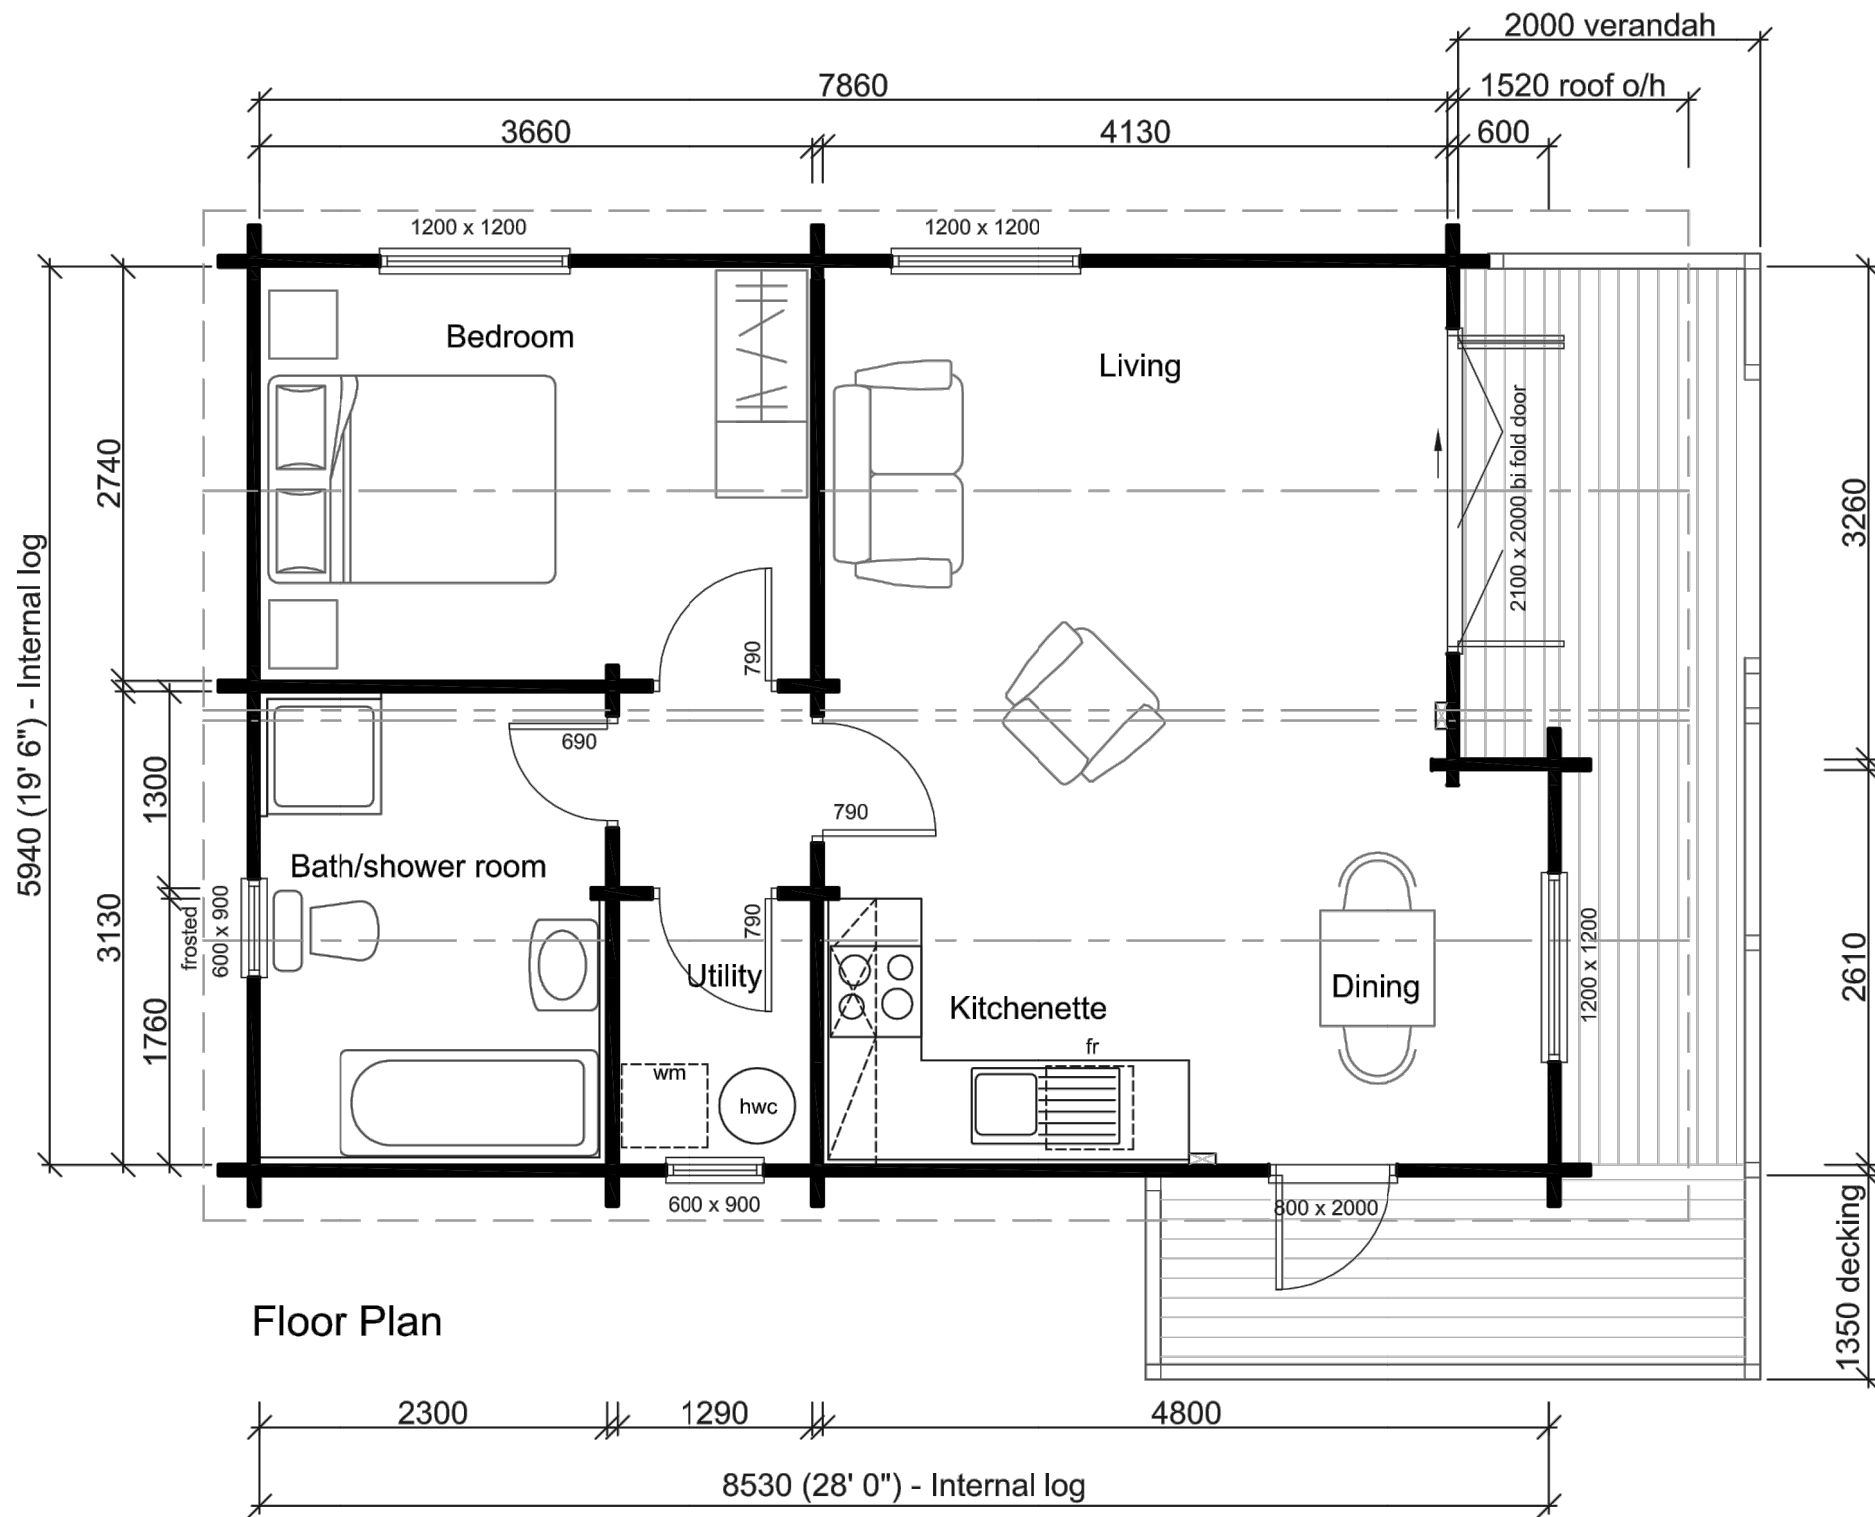 2000 verandah
7860
1520 roof o/h
3660
4130
600
1200 x 1200
1200 x 1200
Bedroom
Living
2740
5940 (19' 6") - Internal log
2100 x 2000 bi fold door
3260
790
690
790
1300
Bath/shower room
3130
frosted
600 x 900
790
Utility
Kitchenette
Dining
1200 x 1200
2610
1760
fr
wm
hwc
600 x 900
800 x 2000
1350 decking
Floor Plan
2300
1290
4800
8530 (28' 0") - Internal log